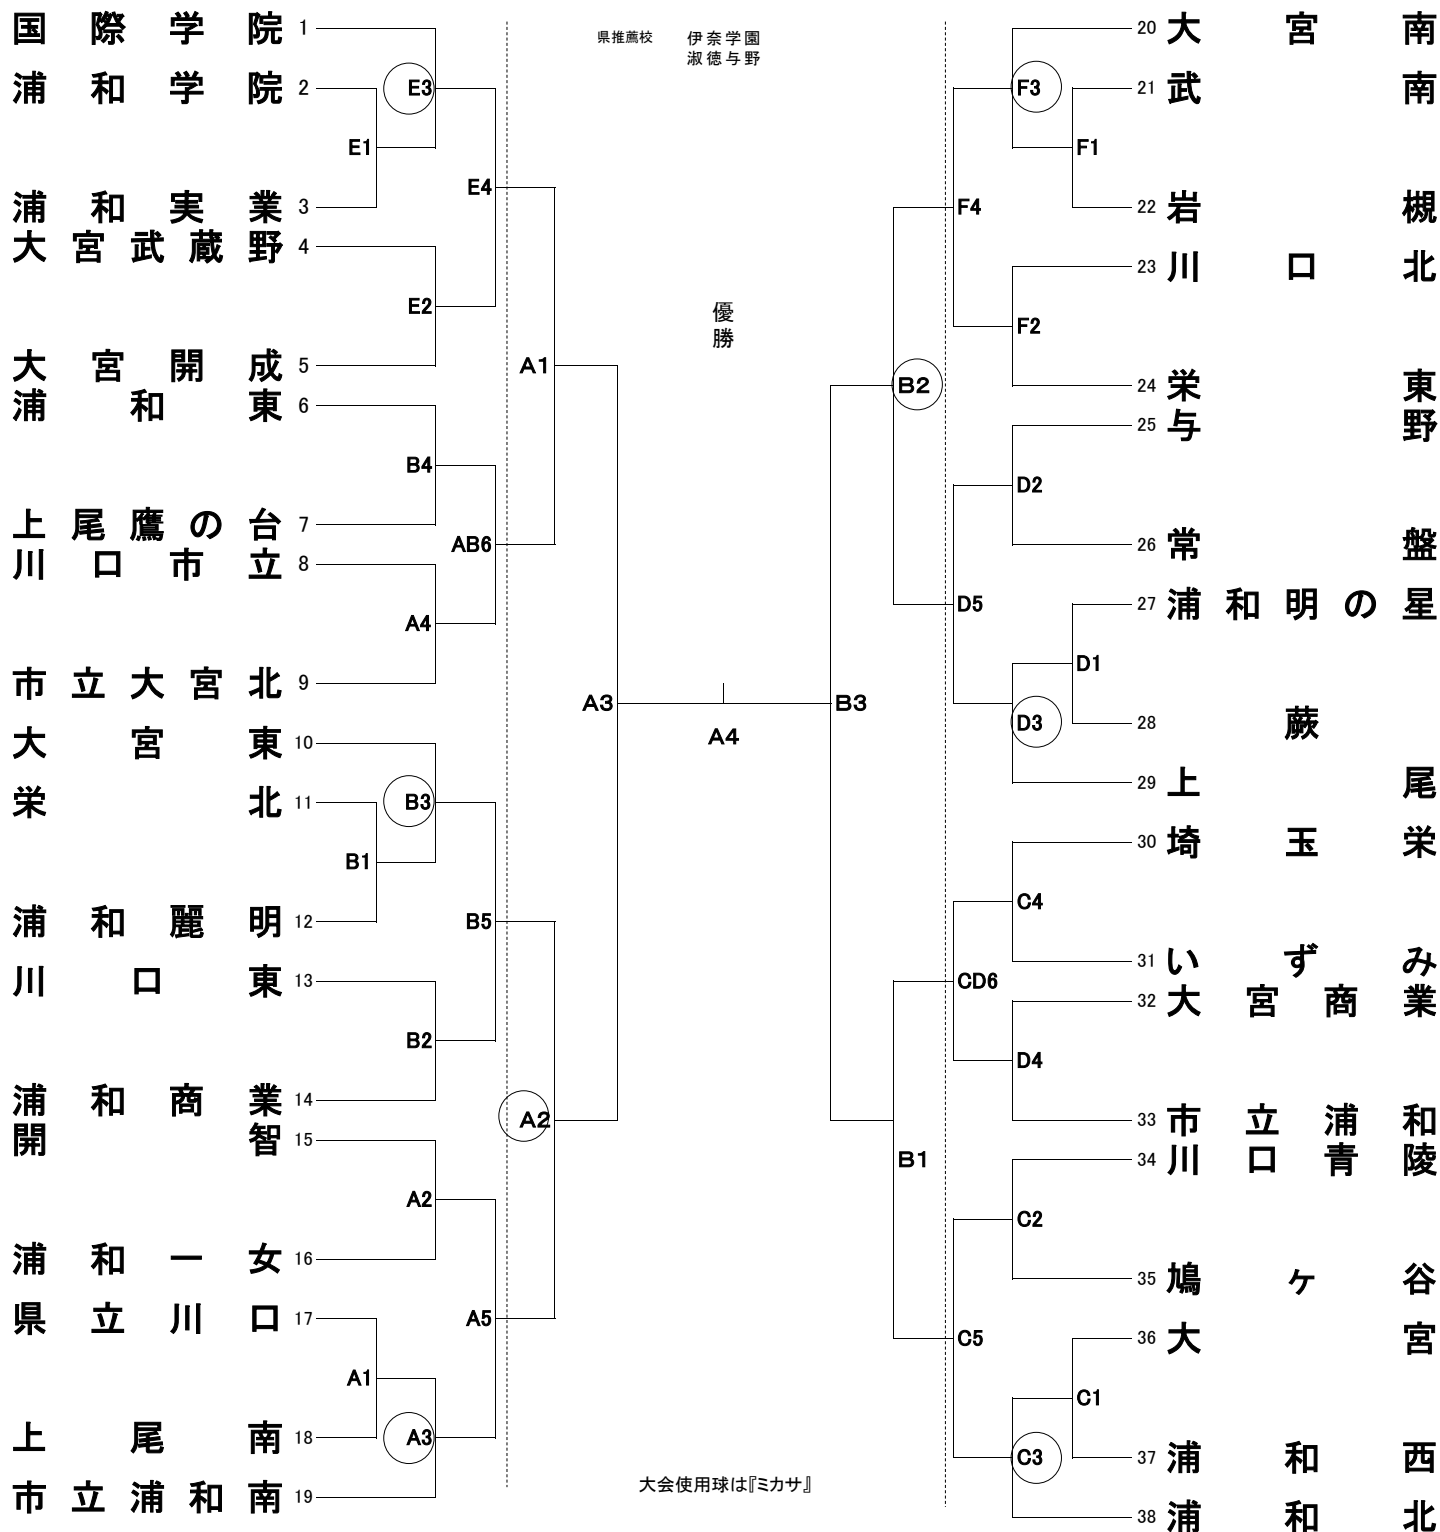 県推薦校 伊奈学園
淑徳与野
国際学院 1
浦和学院 2
E3
E1
浦和実業 3
E4
大宮武蔵野 4
E2
大宮開成 5
A1
浦和東 6
B4
上尾鷹の台 7
AB6
川口市立 8
A4
市立大宮北 9
A3
大宮東 10
栄北 11
B3
B1
浦和麗明 12
B5
川口東 13
B2
浦和商業 14
A2
開智 15
A2
浦和一女 16
県立川口 17
A5
A1
上尾南 18
A3
市立浦和南 19
優勝
A4
大会使用球は『ミカサ』
20 大宮南
21 武南
F3
F1
22 岩槻
F4
23 川口北
F2
24 栄東
B2
25 与野
D2
26 常盤
27 浦和明の星
D5
D1
28 蕨
D3
B3
29 上尾
30 埼玉栄
C4
31 いずみ
CD6
32 大宮商業
D4
33 市立浦和
B1
34 川口青陵
C2
35 鳩ヶ谷
36 大宮
C5
C1
37 浦和西
C3
38 浦和北